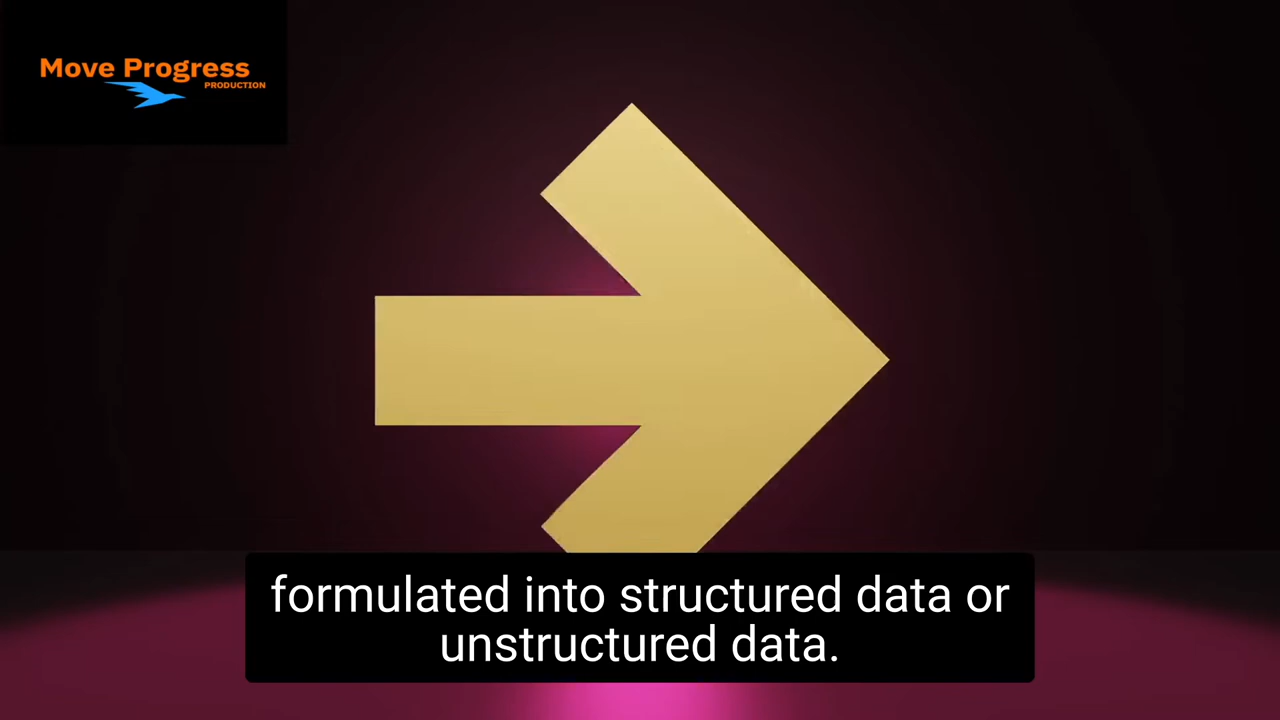 Move Progress
PRODUCTION
formulated into structured data or
unstructured data.